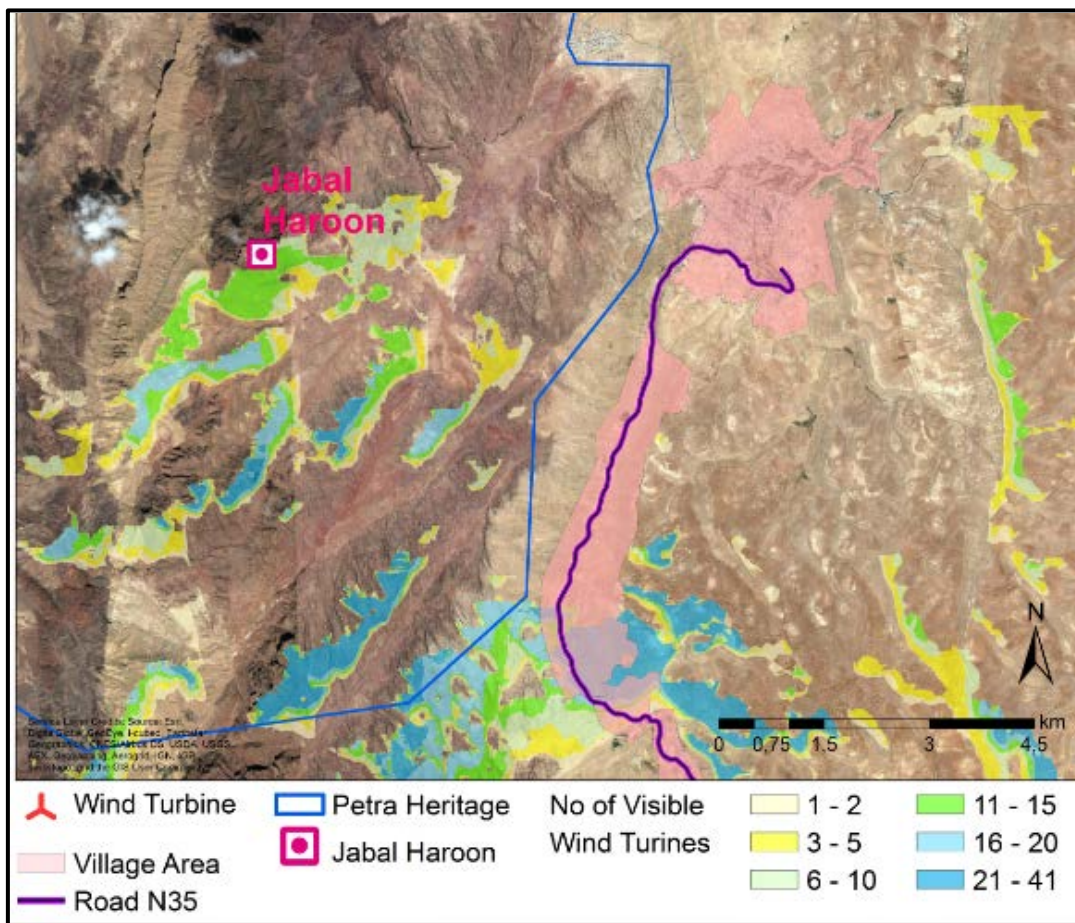 Jabal
Haroon
N
km
0 0,75 1,5 3 4,5
Wind Turbine
Village Area
Road N35
Petra Heritage
Jabal Haroon
No of Visible
Wind Turines
1 - 2
3 - 5
6 - 10
11 - 15
16 - 20
21 - 41